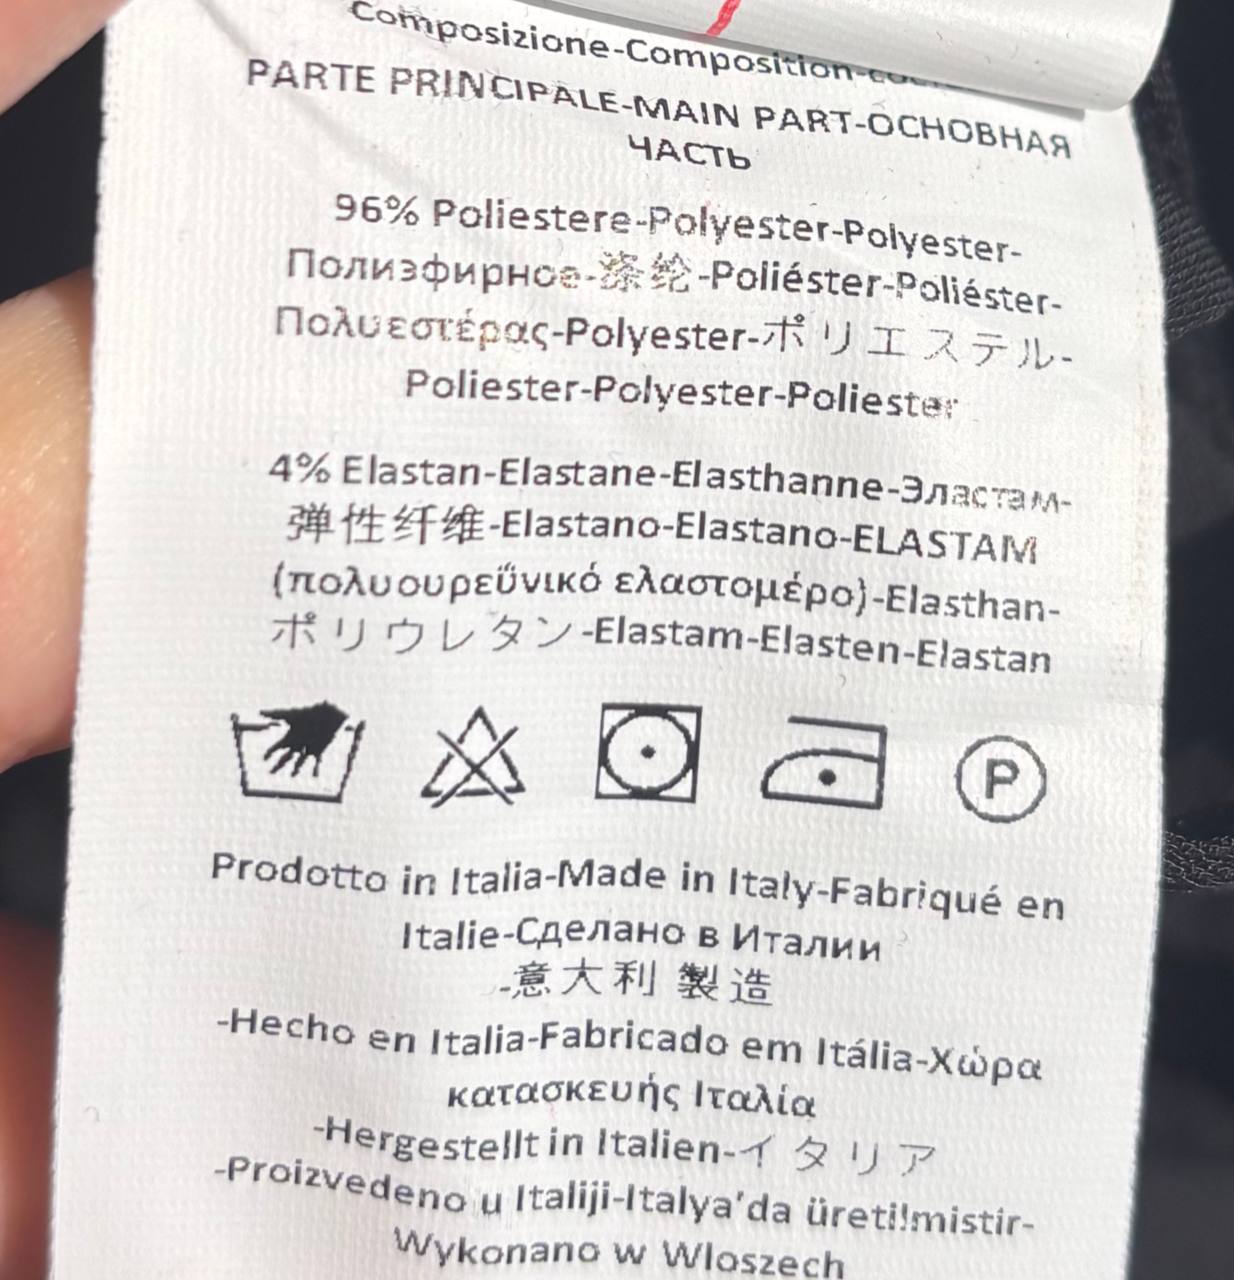 Composizione-Composition-
PARTE PRINCIPALE-MAIN PART-ОСНОВНАЯ
ЧАСТЬ
96% Poliestere-Polyester-Polyester-
Полиэфирное-涤纶-Poliéster-Poliéster-
Πολυεστέρας-Polyester-ポリエステル-
Poliester-Polyester-Poliester
4% Elastan-Elastane-Elasthanne-Эластам-
弹性纤维-Elastano-Elastano-ELASTAM
(πολυουρεΰνικό ελαστομέρο)-Elasthan-
ポリウレタン-Elastam-Elasten-Elastan
P
Prodotto in Italia-Made in Italy-Fabriqué en
Italie-Сделано в Италии
-意大利製造
-Hecho en Italia-Fabricado em Itália-Χώρα
κατασκευής Ιταλία
-Hergestellt in Italien-イタリア
-Proizvedeno u Italiji-Italya'da üretilmistir-
Wykonano w Wloszech